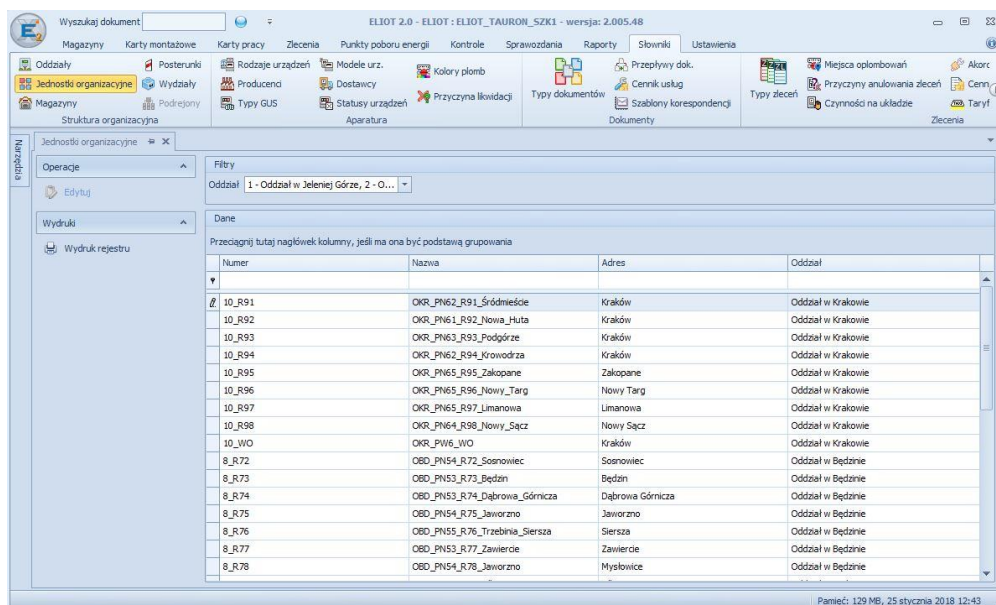 Wyszukaj dokument
ELIOT 2.0 - ELIOT : ELIOT_TAURON_SZK1 - wersja: 2.005.48
Magazyny Karty montażowe Karty pracy Zlecenia Punkty poboru energii Kontrole Sprawozdania Raporty Słowniki Ustawienia
Oddziały Posterunki Rodzaje urządzeń Modele urz. Kolory plomb Przepływy dok. Miejsca oplombowań Akorc
Jednostki organizacyjne Wydziały Producenci Dostawcy Typy dokumentów Cennik usług Typy zleceń Przyczyny anulowania zleceń Cenn
Magazyny Podrejony Typy GUS Statusy urządzeń Przyczyna likwidacji Szablony korespondencji Czynności na układzie Taryf
Struktura organizacyjna Aparatura Dokumenty Zlecenia
Narzędzia
Jednostki organizacyjne
Operacje
Edytuj
Wydruki
Wydruk rejestru
Filtry
Oddział 1 - Oddział w Jeleniej Górze, 2 - O...
Dane
Przeciągnij tutaj nagłówek kolumny, jeśli ma ona być podstawą grupowania
Numer Nazwa Adres Oddział
10_R91 OKR_PN62_R91_Śródmieście Kraków Oddział w Krakowie
10_R92 OKR_PN61_R92_Nowa_Huta Kraków Oddział w Krakowie
10_R93 OKR_PN63_R93_Podgórze Kraków Oddział w Krakowie
10_R94 OKR_PN62_R94_Krowodrza Kraków Oddział w Krakowie
10_R95 OKR_PN65_R95_Zakopane Zakopane Oddział w Krakowie
10_R96 OKR_PN65_R96_Nowy_Targ Nowy Targ Oddział w Krakowie
10_R97 OKR_PN65_R97_Limanowa Limanowa Oddział w Krakowie
10_R98 OKR_PN64_R98_Nowy_Sącz Nowy Sącz Oddział w Krakowie
10_WO OKR_PW6_WO Kraków Oddział w Krakowie
8_R72 OBD_PN54_R72_Sosnowiec Sosnowiec Oddział w Będzinie
8_R73 OBD_PN53_R73_Będzin Będzin Oddział w Będzinie
8_R74 OBD_PN53_R74_Dąbrowa_Górnicza Dąbrowa Górnicza Oddział w Będzinie
8_R75 OBD_PN54_R75_Jaworzno Jaworzno Oddział w Będzinie
8_R76 OBD_PN55_R76_Trzebinia_Siersza Siersza Oddział w Będzinie
8_R77 OBD_PN53_R77_Zawiercie Zawiercie Oddział w Będzinie
8_R78 OBD_PN54_R78_Jaworzno Mysłowice Oddział w Będzinie
Pamięć: 129 MB, 25 stycznia 2018 12:43